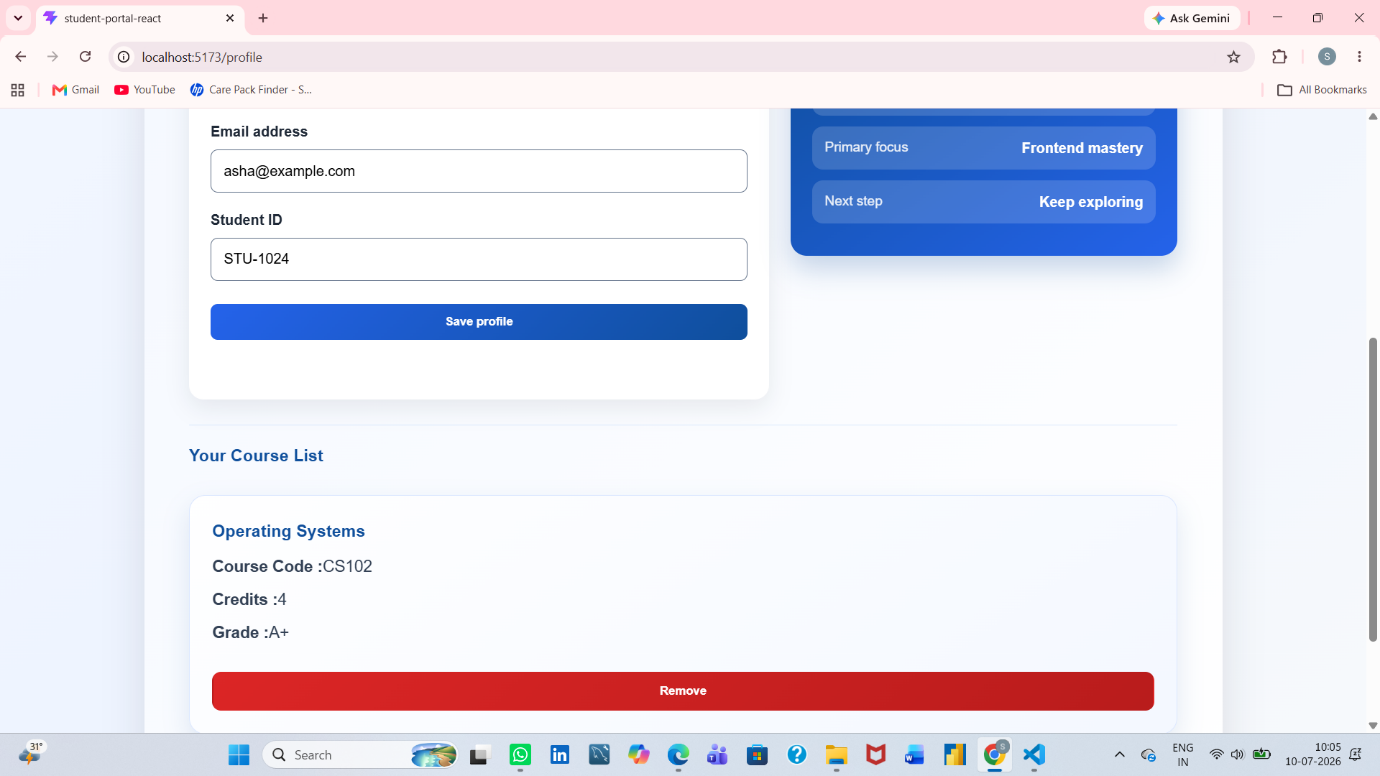 student-portal-react
Ask Gemini
localhost:5173/profile
S
Gmail
YouTube
Care Pack Finder - S...
All Bookmarks
Email address
asha@example.com
Student ID
STU-1024
Save profile
Primary focus Frontend mastery
Next step Keep exploring
Your Course List
Operating Systems
Course Code :CS102
Credits :4
Grade :A+
Remove
31°
Search
ENG
IN
10:05
10-07-2026